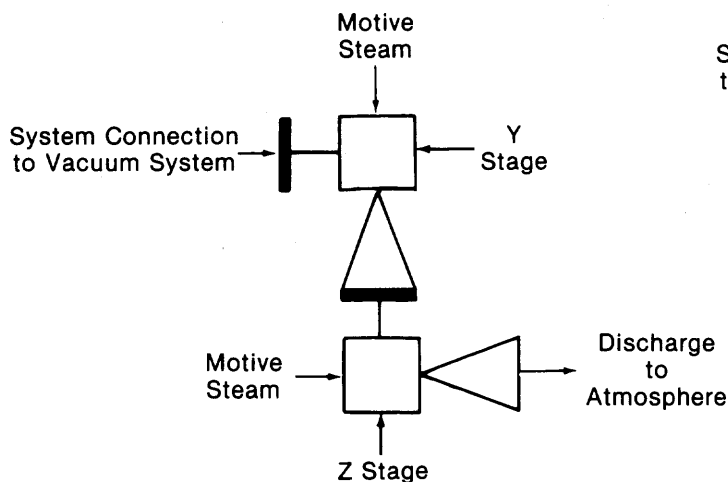 Motive
Steam
S
t
System Connection
to Vacuum System
Y
Stage
Motive
Steam
Discharge
to
Atmosphere
Z Stage